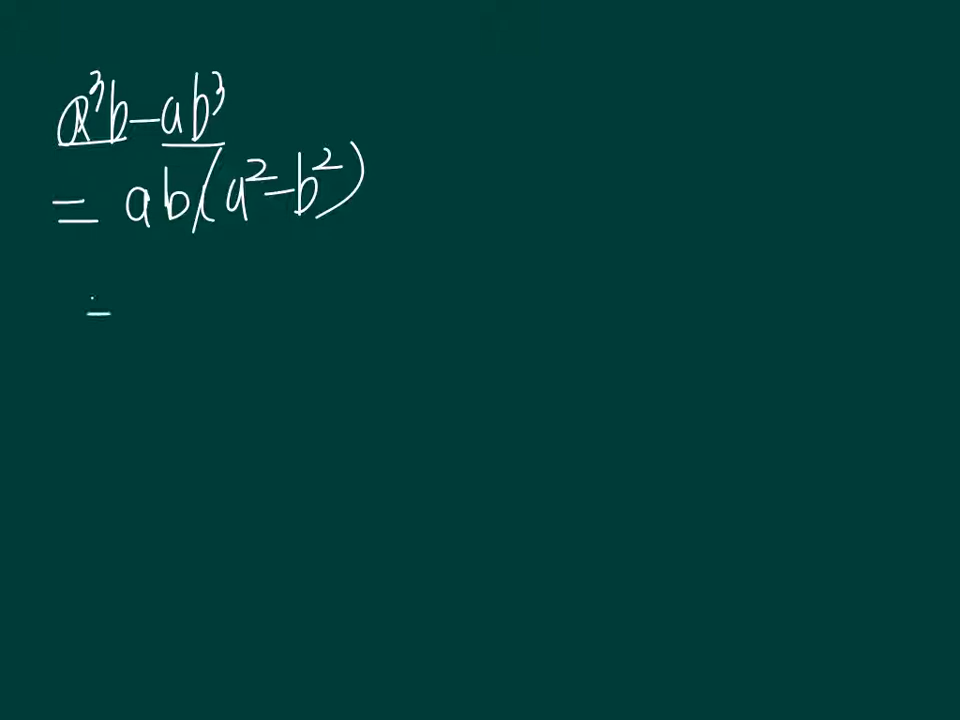 a³b-ab³
= ab(a²-b²)
=